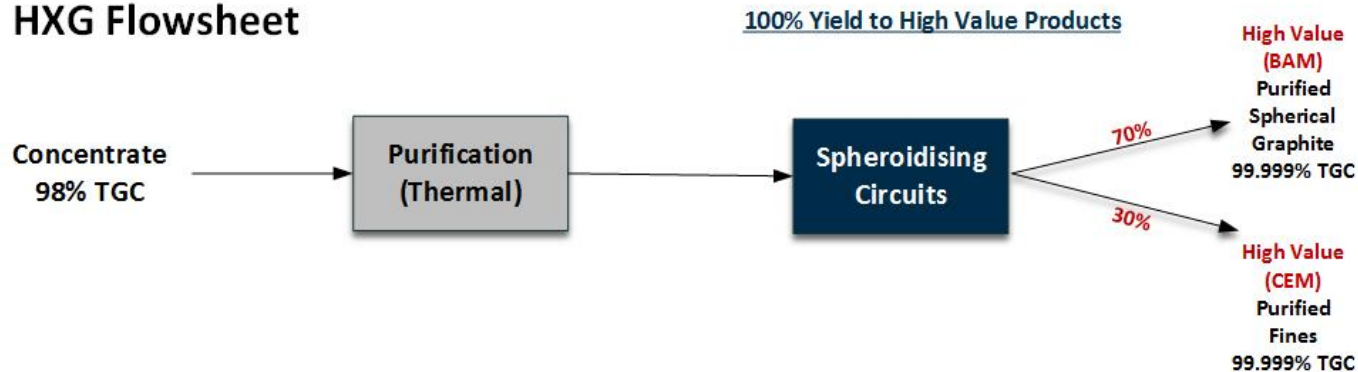 HXG Flowsheet
100% Yield to High Value Products
Concentrate
98% TGC
Purification
(Thermal)
Spheroidising
Circuits
70%
30%
High Value
(BAM)
Purified
Spherical
Graphite
99.999% TGC
High Value
(CEM)
Purified
Fines
99.999% TGC